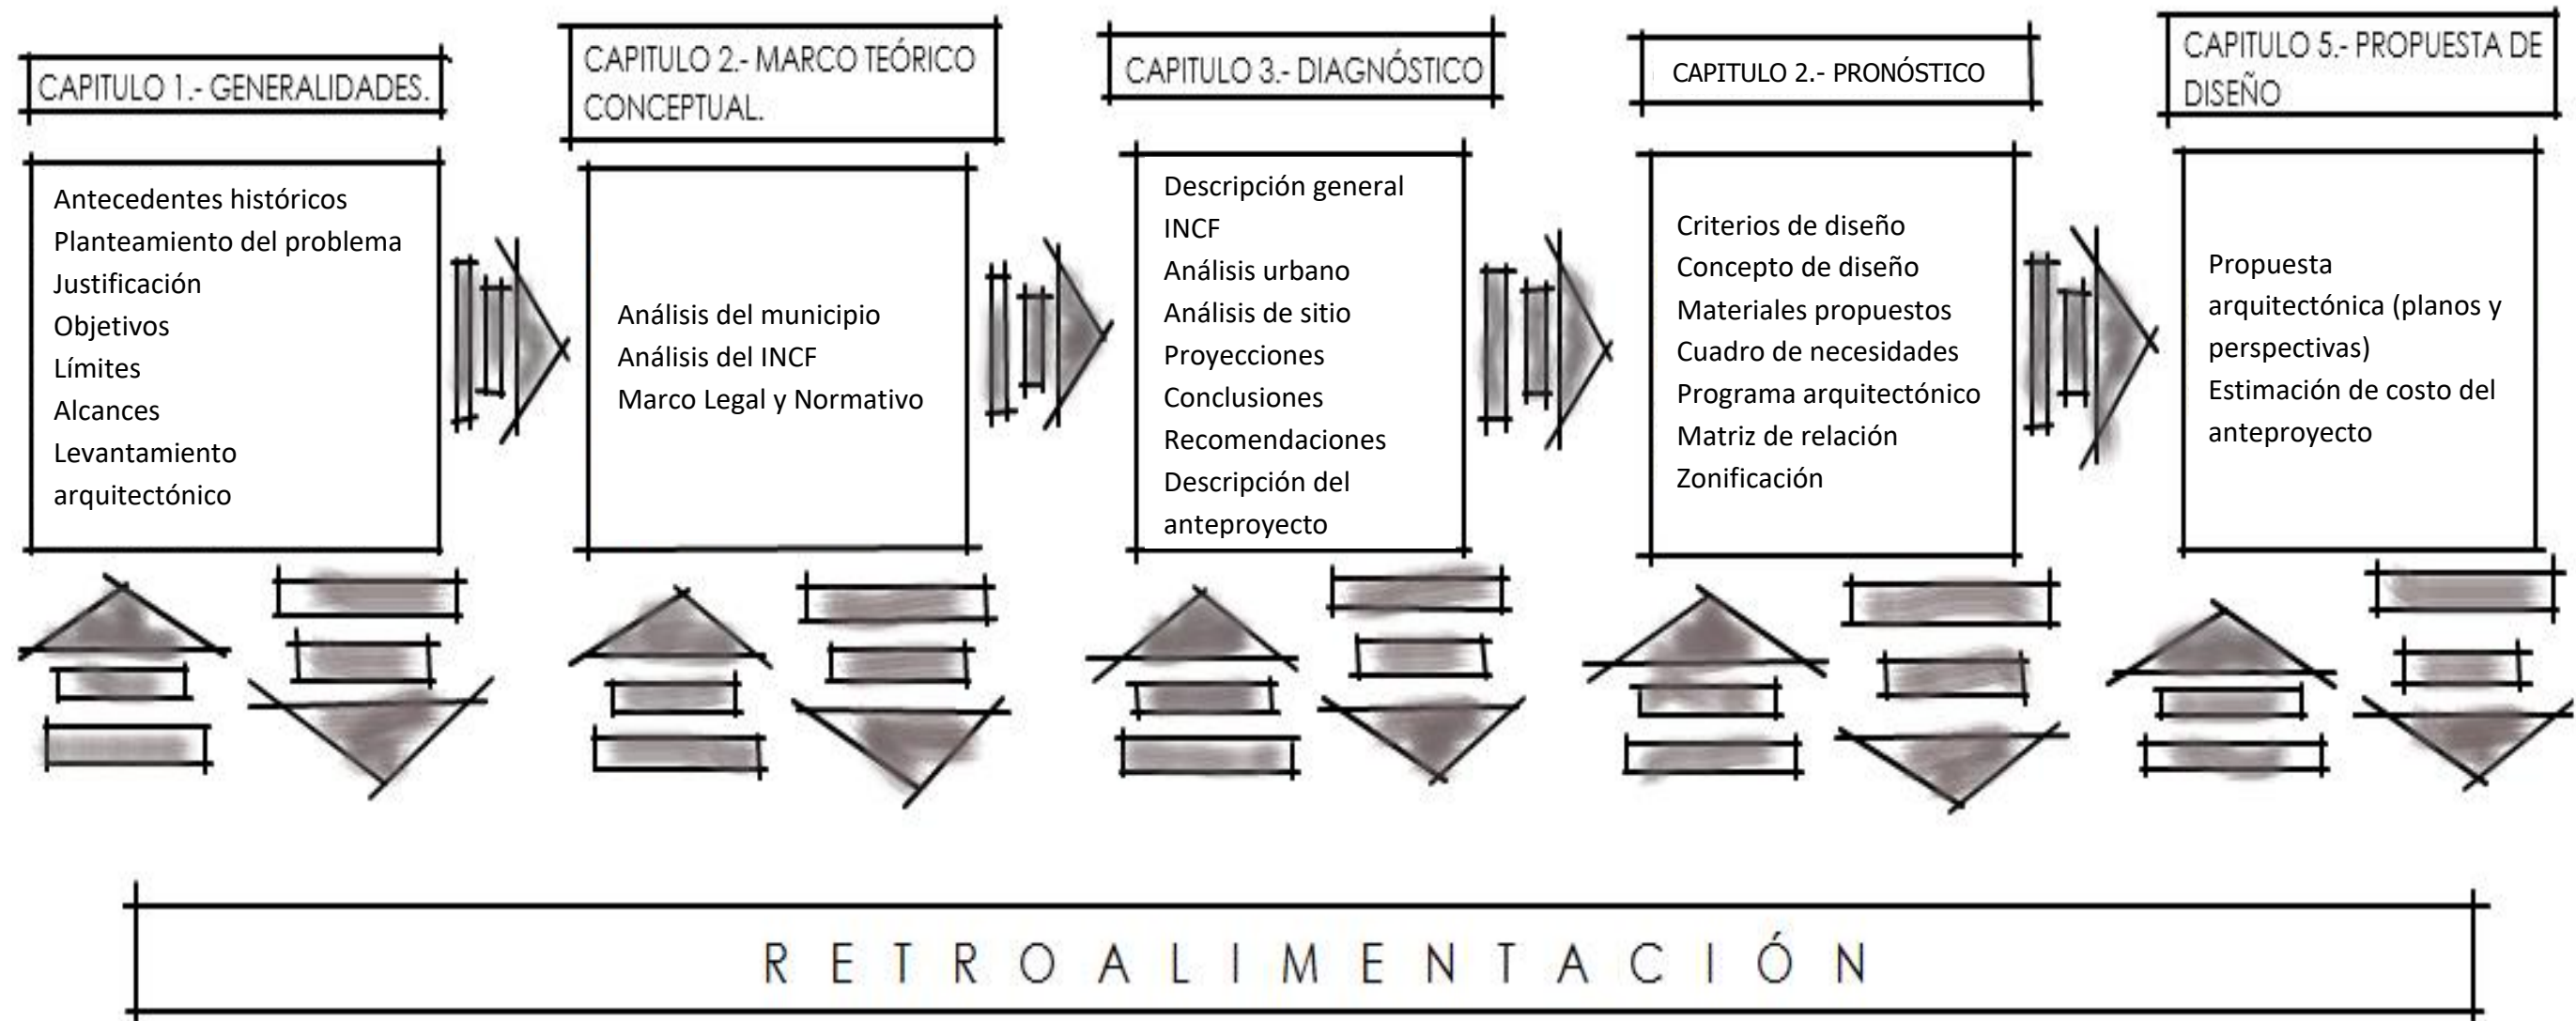 CAPITULO 1.- GENERALIDADES.
Antecedentes históricos
Planteamiento del problema
Justificación
Objetivos
Límites
Alcances
Levantamiento
arquitectónico
CAPITULO 2.- MARCO TEÓRICO
CONCEPTUAL.
Análisis del municipio
Análisis del INCF
Marco Legal y Normativo
CAPITULO 3.- DIAGNÓSTICO
Descripción general
INCF
Análisis urbano
Análisis de sitio
Proyecciones
Conclusiones
Recomendaciones
Descripción del
anteproyecto
CAPITULO 2.- PRONÓSTICO
Criterios de diseño
Concepto de diseño
Materiales propuestos
Cuadro de necesidades
Programa arquitectónico
Matriz de relación
Zonificación
CAPITULO 5.- PROPUESTA DE
DISEÑO
Propuesta
arquitectónica (planos y
perspectivas)
Estimación de costo del
anteproyecto
RETROALIMENTACIÓN